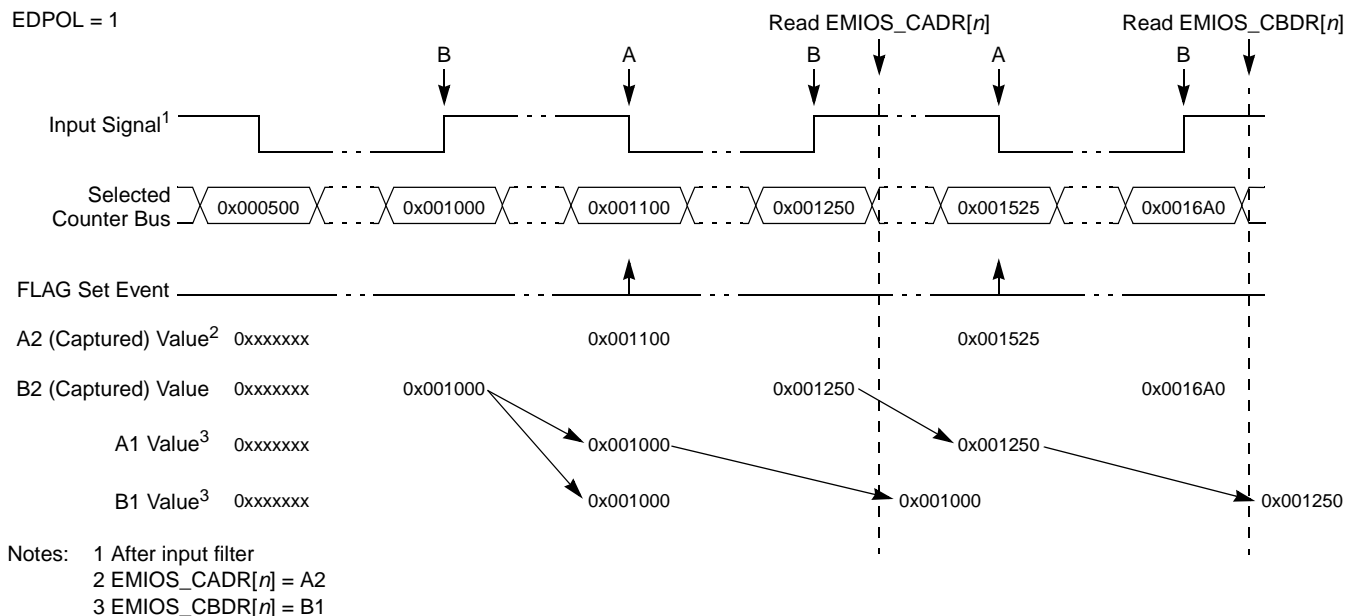 EDPOL = 1
Read EMIOS_CADR[n] Read EMIOS_CBDR[n]
B A B A B
Input Signal1
Selected Counter Bus 0x000500 0x001000 0x001100 0x001250 0x001525 0x0016A0
FLAG Set Event
A2 (Captured) Value2 0xxxxxxx 0x001100 0x001525
B2 (Captured) Value 0xxxxxxx 0x001000 0x001250 0x0016A0
A1 Value3 0xxxxxxx 0x001000 0x001250
B1 Value3 0xxxxxxx 0x001000 0x001000 0x001250
Notes: 1 After input filter
2 EMIOS_CADR[n] = A2
3 EMIOS_CBDR[n] = B1